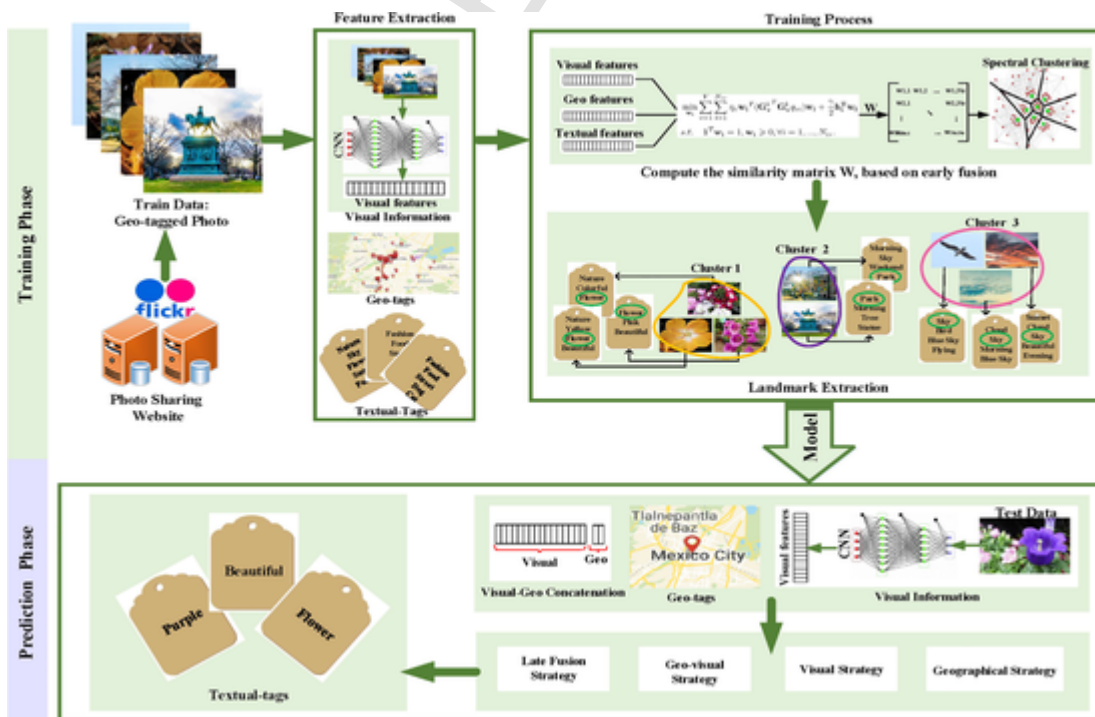 Feature Extraction
Training Process
Training Phase
Train Data:
Geo-tagged Photo
flickr
Photo Sharing
Website
CNN
Visual features
Visual Information
Geo-tags
Nature
Sky
Fashion
Food
Fashion
Food
Textual-Tags
Visual features
Geo features
Textual features
W
Spectral Clustering
Compute the similarity matrix W, based on early fusion
Cluster 1
Cluster 2
Cluster 3
Nature
Colorful
Flower
Nature
Yellow
Flower
Beautiful
Flower
Pink
Beautiful
Morning
Sky
Weekend
Park
Park
Morning
Tree
Statue
Sky
Bird
Blue Sky
Flying
Cloud
Sky
Morning
Blue Sky
Sunset
Cloud
Sky
Beautiful
Evening
Landmark Extraction
Model
Prediction Phase
Beautiful
Purple
Flower
Textual-tags
Visual
Geo
Visual-Geo Concatenation
Tlalnepantla
de Baz
Mexico City
Geo-tags
Visual features
CNN
Test Data
Visual Information
Late Fusion
Strategy
Geo-visual
Strategy
Visual Strategy
Geographical Strategy